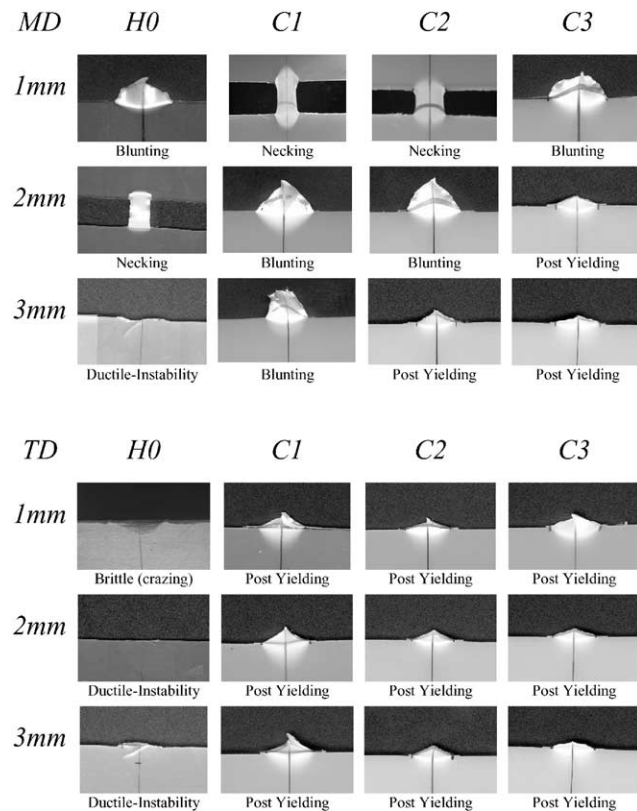 MD H0 C1 C2 C3
1mm
Blunting Necking Necking Blunting
2mm
Necking Blunting Blunting Post Yielding
3mm
Ductile-Instability Blunting Post Yielding Post Yielding
TD H0 C1 C2 C3
1mm
Brittle (crazing) Post Yielding Post Yielding Post Yielding
2mm
Ductile-Instability Post Yielding Post Yielding Post Yielding
3mm
Ductile-Instability Post Yielding Post Yielding Post Yielding